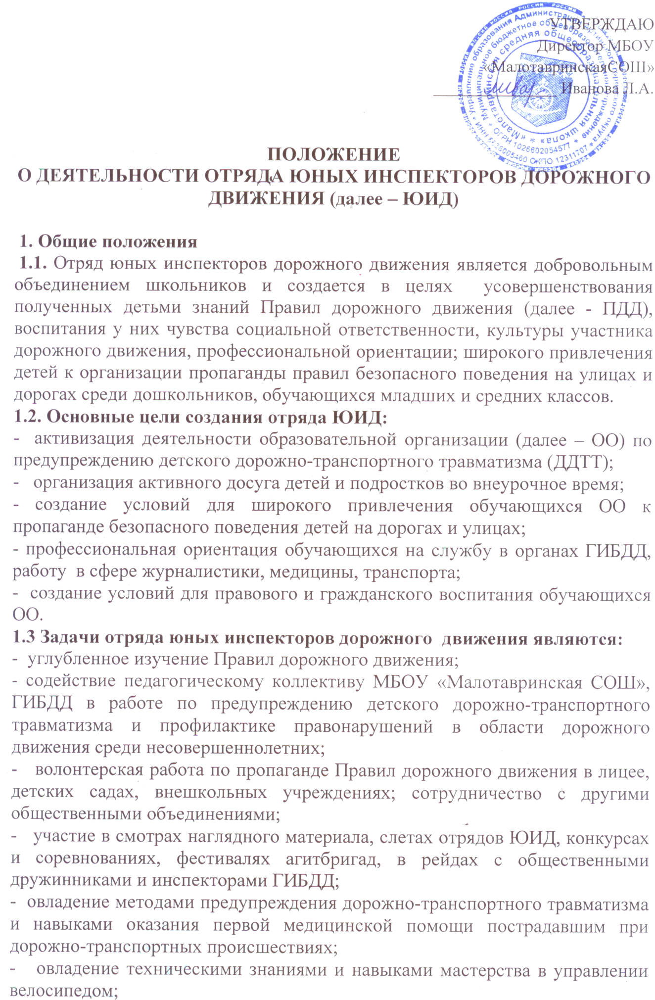 УТВЕРЖДАЮ
Директор МБОУ
«МалотавринскаяСОШ»
Иванова Л.А.
Управление образования Администрации Артинского городского округа
Муниципальное бюджетное общеобразовательное учреждение
«Малотавринская средняя общеобразовательная школа»
ОГРН 1026602054577
ИНН 6636005460 ОКПО 12311707
ПОЛОЖЕНИЕ
О ДЕЯТЕЛЬНОСТИ ОТРЯДА ЮНЫХ ИНСПЕКТОРОВ ДОРОЖНОГО
ДВИЖЕНИЯ (далее – ЮИД)
1. Общие положения
1.1. Отряд юных инспекторов дорожного движения является добровольным
объединением школьников и создается в целях усовершенствования
полученных детьми знаний Правил дорожного движения (далее - ПДД),
воспитания у них чувства социальной ответственности, культуры участника
дорожного движения, профессиональной ориентации; широкого привлечения
детей к организации пропаганды правил безопасного поведения на улицах и
дорогах среди дошкольников, обучающихся младших и средних классов.
1.2. Основные цели создания отряда ЮИД:
- активизация деятельности образовательной организации (далее – ОО) по
предупреждению детского дорожно-транспортного травматизма (ДДТТ);
- организация активного досуга детей и подростков во внеурочное время;
- создание условий для широкого привлечения обучающихся ОО к
пропаганде безопасного поведения детей на дорогах и улицах;
- профессиональная ориентация обучающихся на службу в органах ГИБДД,
работу в сфере журналистики, медицины, транспорта;
- создание условий для правового и гражданского воспитания обучающихся
ОО.
1.3 Задачи отряда юных инспекторов дорожного движения являются:
- углубленное изучение Правил дорожного движения;
- содействие педагогическому коллективу МБОУ «Малотавринская СОШ»,
ГИБДД в работе по предупреждению детского дорожно-транспортного
травматизма и профилактике правонарушений в области дорожного
движения среди несовершеннолетних;
- волонтерская работа по пропаганде Правил дорожного движения в лицее,
детских садах, внешкольных учреждениях; сотрудничество с другими
общественными объединениями;
- участие в смотрах наглядного материала, слетах отрядов ЮИД, конкурсах
и соревнованиях, фестивалях агитбригад, в рейдах с общественными
дружинниками и инспекторами ГИБДД;
- овладение методами предупреждения дорожно-транспортного травматизма
и навыками оказания первой медицинской помощи пострадавшим при
дорожно-транспортных происшествиях;
- овладение техническими знаниями и навыками мастерства в управлении
велосипедом;